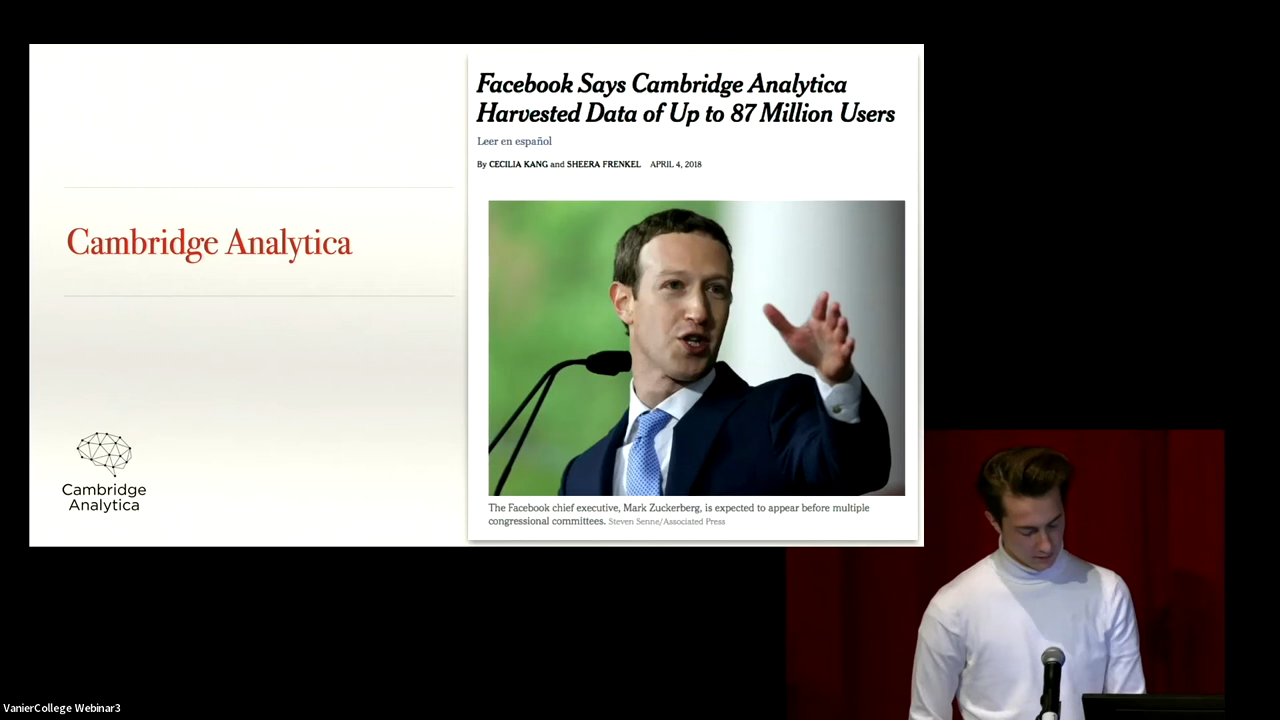 Cambridge Analytica
Cambridge
Analytica
Facebook Says Cambridge Analytica
Harvested Data of Up to 87 Million Users
Leer en español
By CECILIA KANG and SHEERA FRENKEL APRIL 4, 2018
The Facebook chief executive, Mark Zuckerberg, is expected to appear before multiple
congressional committees. Steven Senne/Associated Press
VanierCollege Webinar3